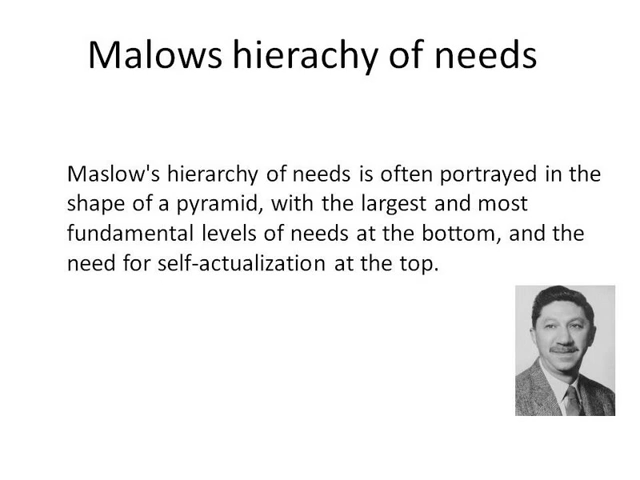 Malows hierachy of needs
Maslow's hierarchy of needs is often portrayed in the
shape of a pyramid, with the largest and most
fundamental levels of needs at the bottom, and the
need for self-actualization at the top.